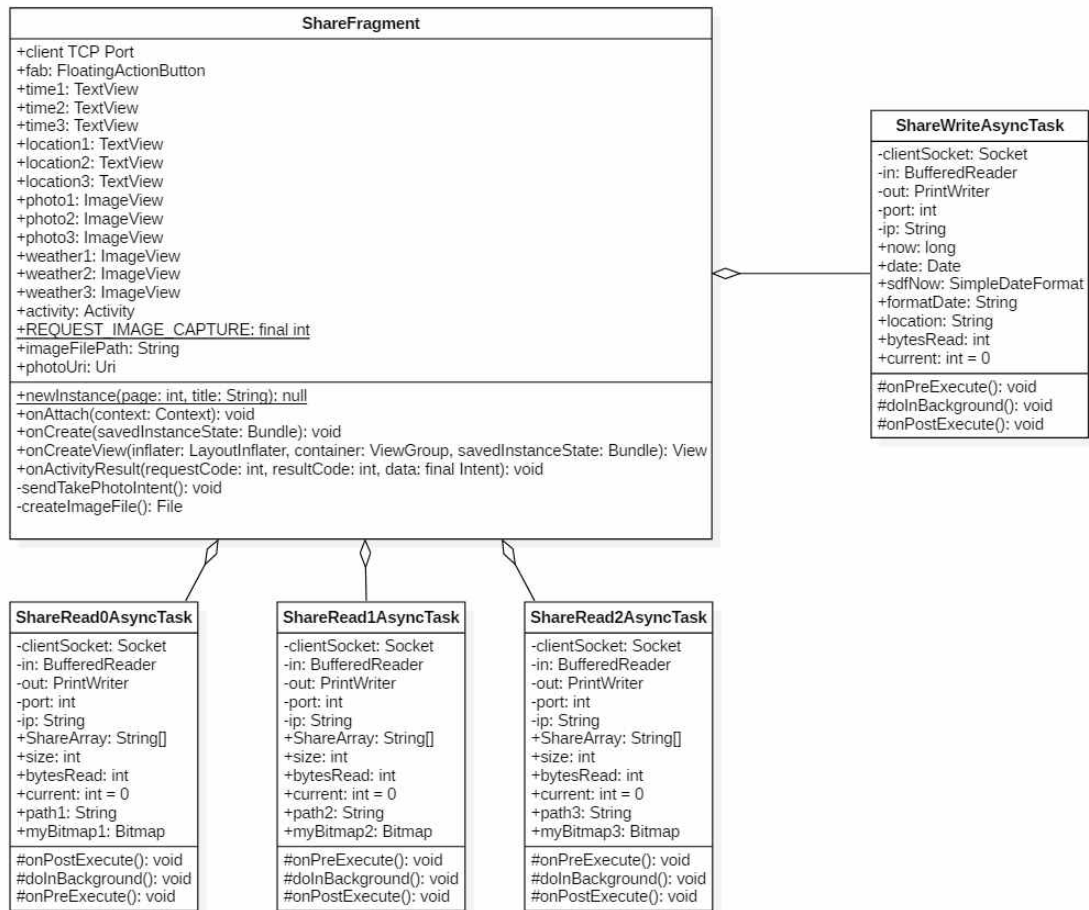 ShareFragment
+client TCP Port
+fab: FloatingActionButton
+time1: TextView
+time2: TextView
+time3: TextView
+location1: TextView
+location2: TextView
+location3: TextView
+photo1: ImageView
+photo2: ImageView
+photo3: ImageView
+weather1: ImageView
+weather2: ImageView
+weather3: ImageView
+activity: Activity
+REQUEST_IMAGE_CAPTURE: final int
+imageFilePath: String
+photoUri: Uri
+newInstance(page: int, title: String): null
+onAttach(context: Context): void
+onCreate(savedInstanceState: Bundle): void
+onCreateView(inflater: LayoutInflater, container: ViewGroup, savedInstanceState: Bundle): View
+onActivityResult(requestCode: int, resultCode: int, data: final Intent): void
-sendTakePhotoIntent(): void
-createImageFile(): File
ShareWriteAsyncTask
-clientSocket: Socket
-in: BufferedReader
-out: PrintWriter
-port: int
-ip: String
+now: long
+date: Date
+sdfNow: SimpleDateFormat
+formatDate: String
+location: String
+bytesRead: int
+current: int = 0
#onPreExecute(): void
#doInBackground(): void
#onPostExecute(): void
ShareRead0AsyncTask
-clientSocket: Socket
-in: BufferedReader
-out: PrintWriter
-port: int
-ip: String
+ShareArray: String[]
+size: int
+bytesRead: int
+current: int = 0
+path1: String
+myBitmap1: Bitmap
#onPostExecute(): void
#doInBackground(): void
#onPreExecute(): void
ShareRead1AsyncTask
-clientSocket: Socket
-in: BufferedReader
-out: PrintWriter
-port: int
-ip: String
+ShareArray: String[]
+size: int
+bytesRead: int
+current: int = 0
+path2: String
+myBitmap2: Bitmap
#onPreExecute(): void
#doInBackground(): void
#onPostExecute(): void
ShareRead2AsyncTask
-clientSocket: Socket
-in: BufferedReader
-out: PrintWriter
-port: int
-ip: String
+ShareArray: String[]
+size: int
+bytesRead: int
+current: int = 0
+path3: String
+myBitmap3: Bitmap
#onPreExecute(): void
#doInBackground(): void
#onPostExecute(): void